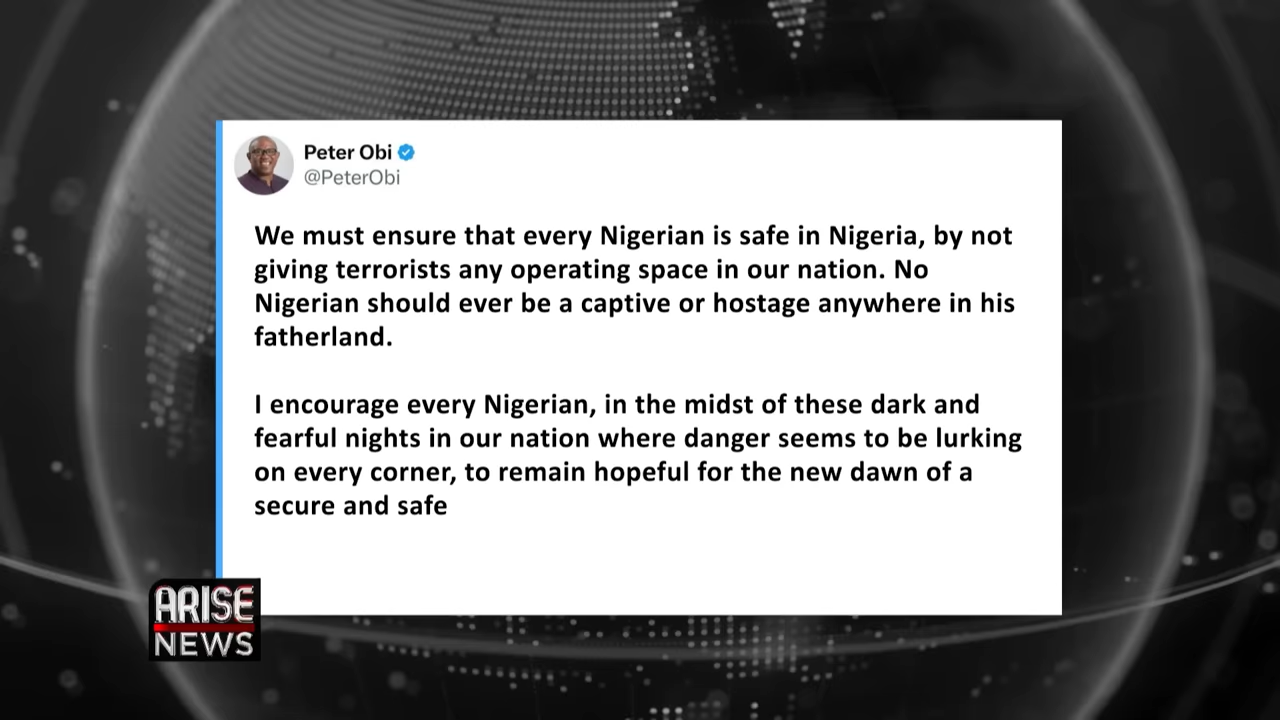 Peter Obi
@PeterObi
We must ensure that every Nigerian is safe in Nigeria, by not
giving terrorists any operating space in our nation. No
Nigerian should ever be a captive or hostage anywhere in his
fatherland.
I encourage every Nigerian, in the midst of these dark and
fearful nights in our nation where danger seems to be lurking
on every corner, to remain hopeful for the new dawn of a
secure and safe
ARISE
NEWS